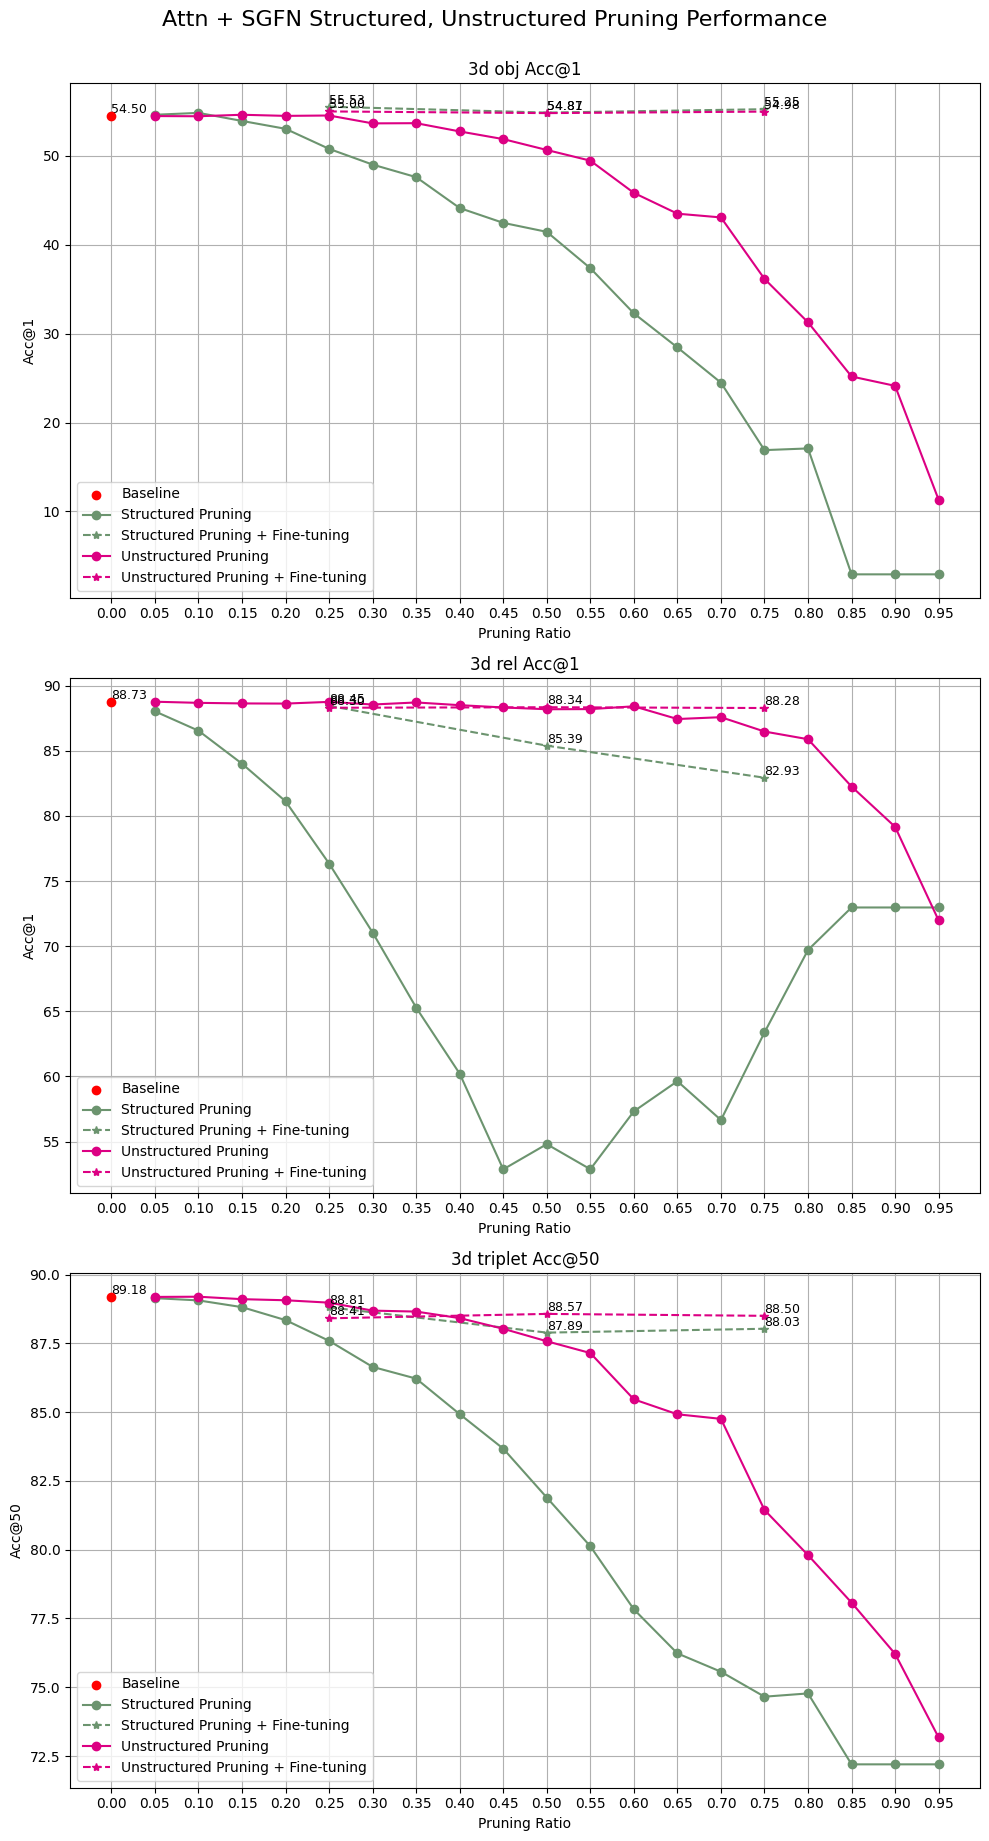 Attn + SGFN Structured, Unstructured Pruning Performance
3d obj Acc@1
54.50
55.53
55.00
54.87
55.25
54.98
50
40
30
20
10
Acc@1
Baseline
Structured Pruning
Structured Pruning + Fine-tuning
Unstructured Pruning
Unstructured Pruning + Fine-tuning
0.00 0.05 0.10 0.15 0.20 0.25 0.30 0.35 0.40 0.45 0.50 0.55 0.60 0.65 0.70 0.75 0.80 0.85 0.90 0.95
Pruning Ratio
3d rel Acc@1
88.73
88.45
88.30
88.34
85.39
88.28
82.93
90
85
80
75
70
65
60
55
Acc@1
Baseline
Structured Pruning
Structured Pruning + Fine-tuning
Unstructured Pruning
Unstructured Pruning + Fine-tuning
0.00 0.05 0.10 0.15 0.20 0.25 0.30 0.35 0.40 0.45 0.50 0.55 0.60 0.65 0.70 0.75 0.80 0.85 0.90 0.95
Pruning Ratio
3d triplet Acc@50
89.18
88.81
88.41
88.57
87.89
88.50
88.03
90.0
87.5
85.0
82.5
80.0
77.5
75.0
72.5
Acc@50
Baseline
Structured Pruning
Structured Pruning + Fine-tuning
Unstructured Pruning
Unstructured Pruning + Fine-tuning
0.00 0.05 0.10 0.15 0.20 0.25 0.30 0.35 0.40 0.45 0.50 0.55 0.60 0.65 0.70 0.75 0.80 0.85 0.90 0.95
Pruning Ratio